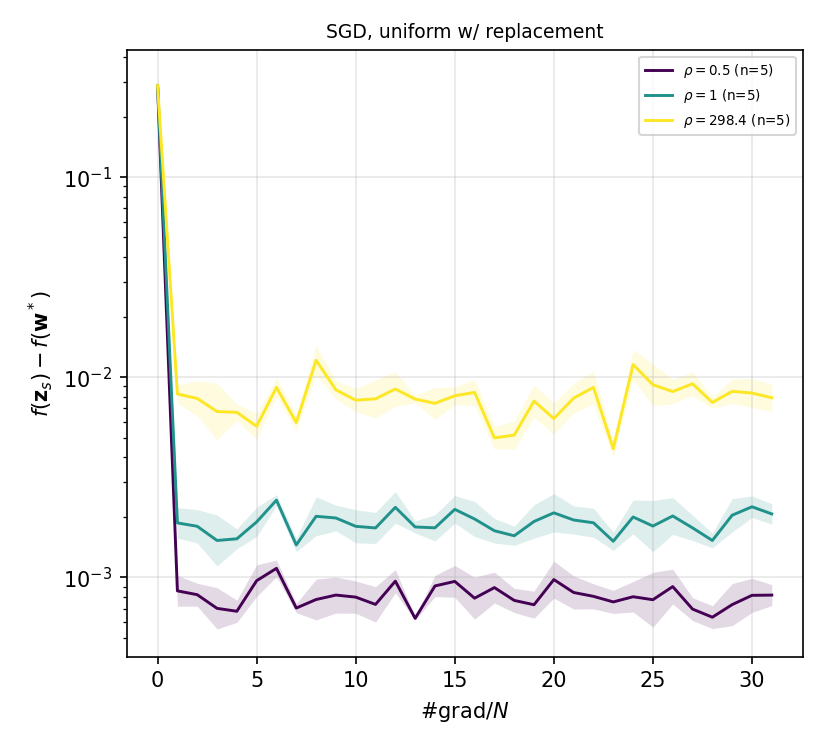 SGD, uniform w/ replacement
ρ = 0.5 (n=5)
ρ = 1 (n=5)
ρ = 298.4 (n=5)
10⁻¹
10⁻²
10⁻³
f(𝐳ₛ) − f(𝐰*)
0 5 10 15 20 25 30
#grad/N